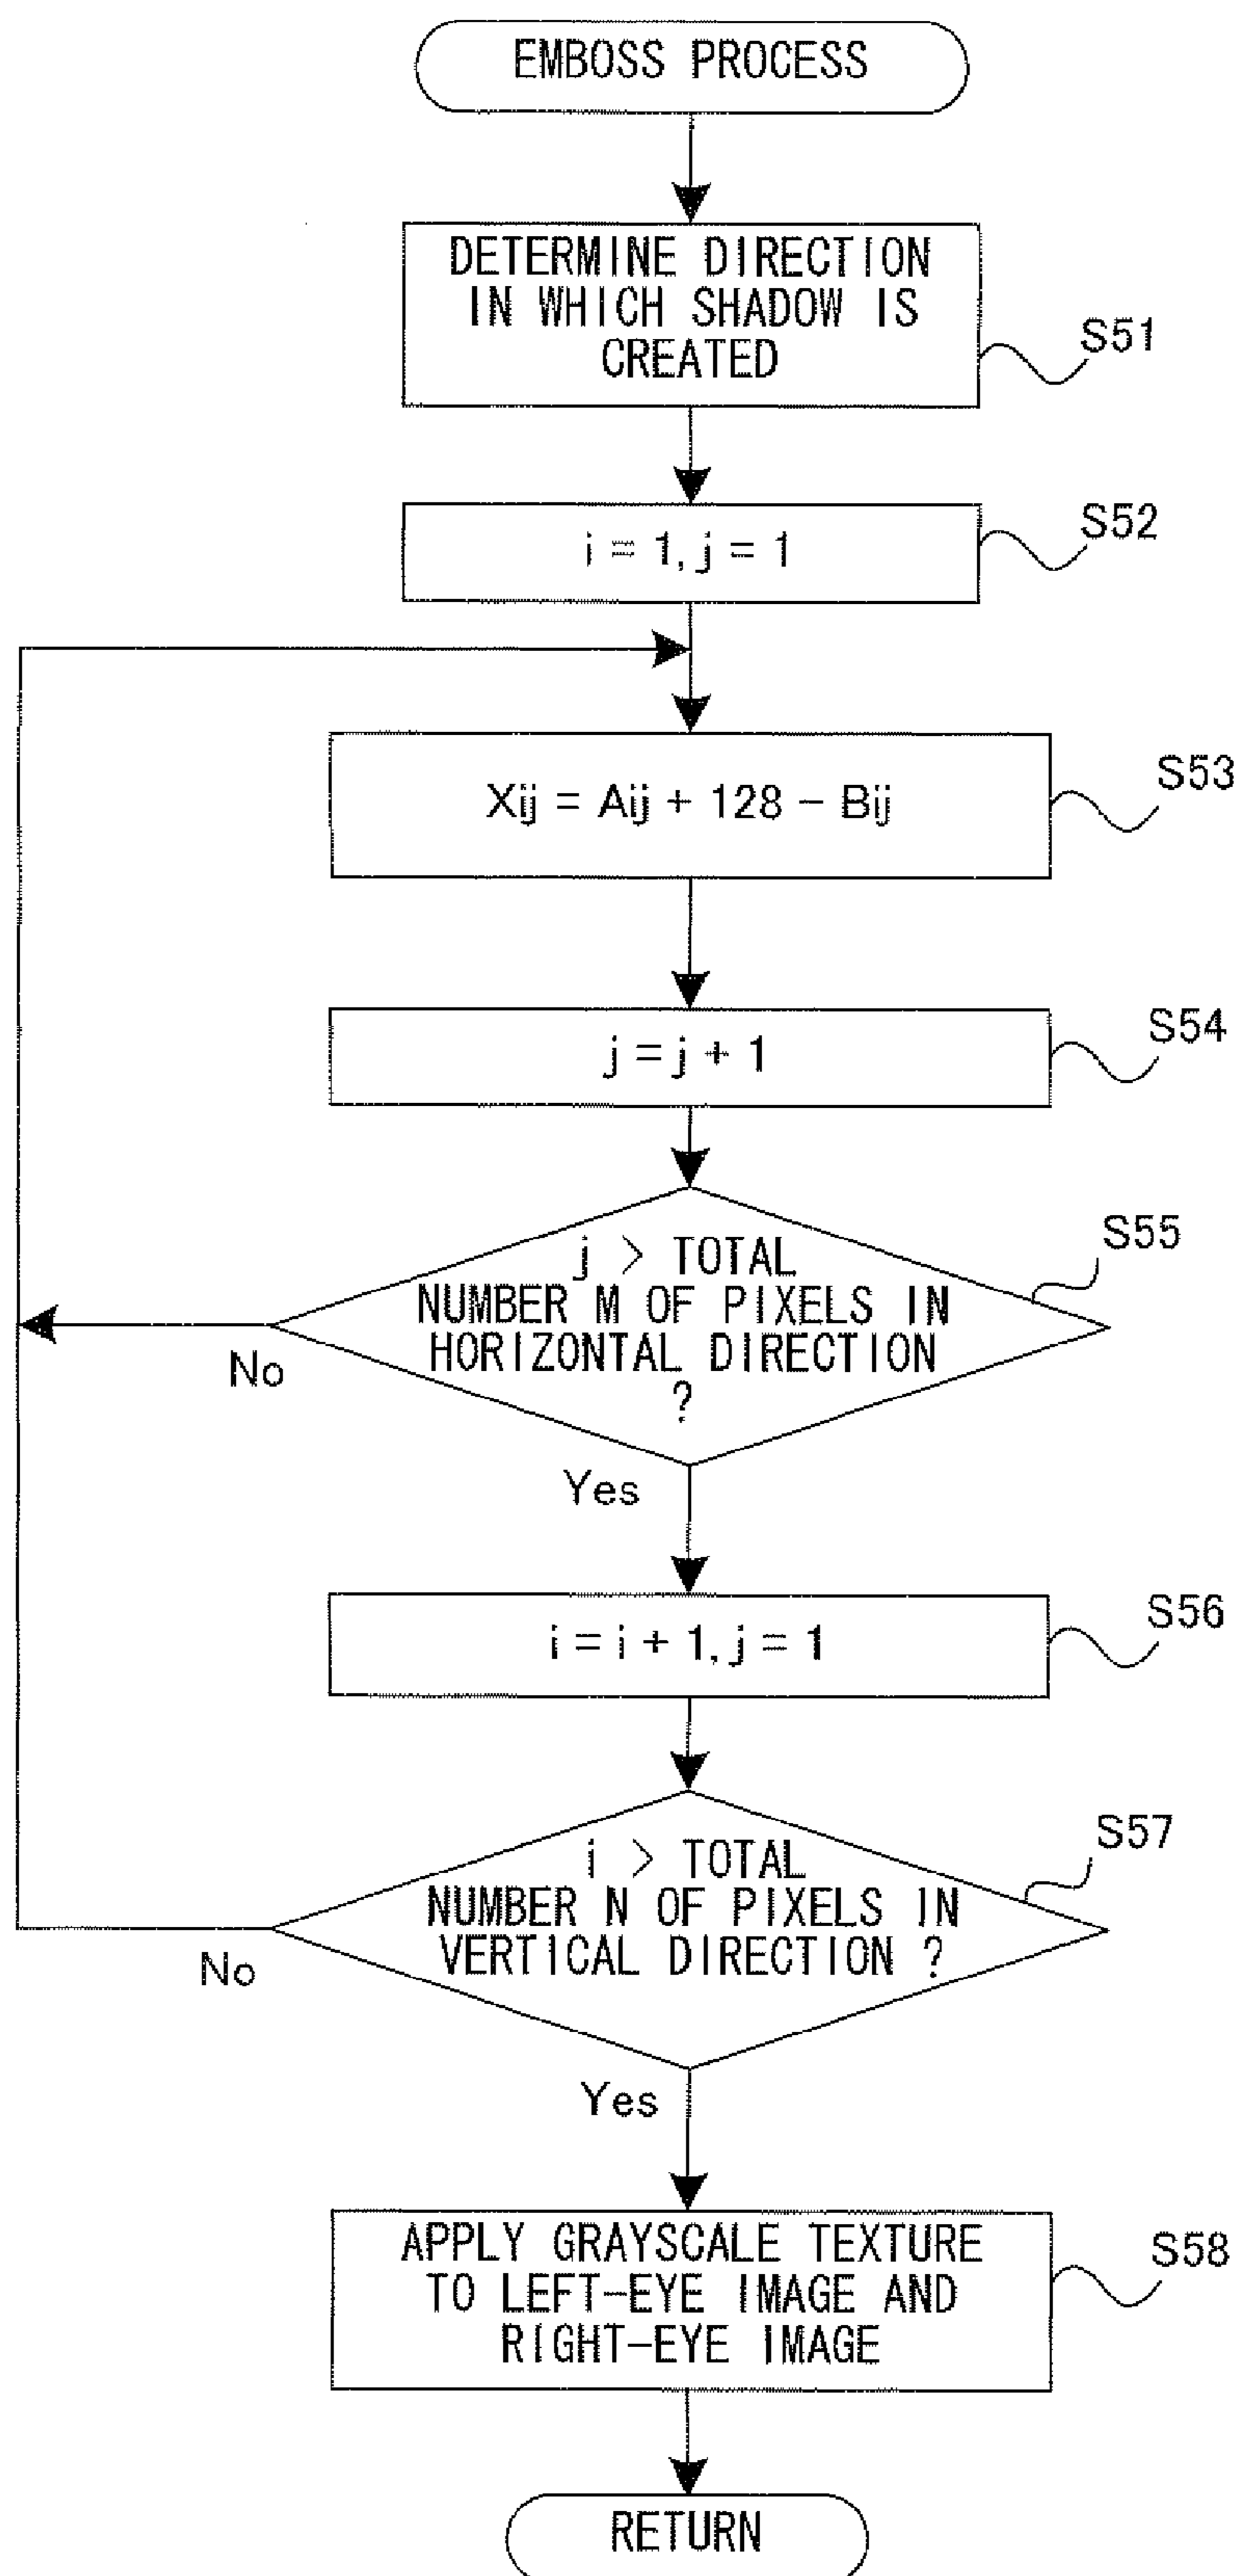 EMBOSS PROCESS
DETERMINE DIRECTION
IN WHICH SHADOW IS
CREATED
S51
i = 1, j = 1
S52
Xij = Aij + 128 - Bij
S53
j = j + 1
S54
j > TOTAL
NUMBER M OF PIXELS IN
HORIZONTAL DIRECTION
?
S55
No
Yes
i = i + 1, j = 1
S56
i > TOTAL
NUMBER N OF PIXELS IN
VERTICAL DIRECTION ?
S57
No
Yes
APPLY GRAYSCALE TEXTURE
TO LEFT-EYE IMAGE AND
RIGHT-EYE IMAGE
S58
RETURN